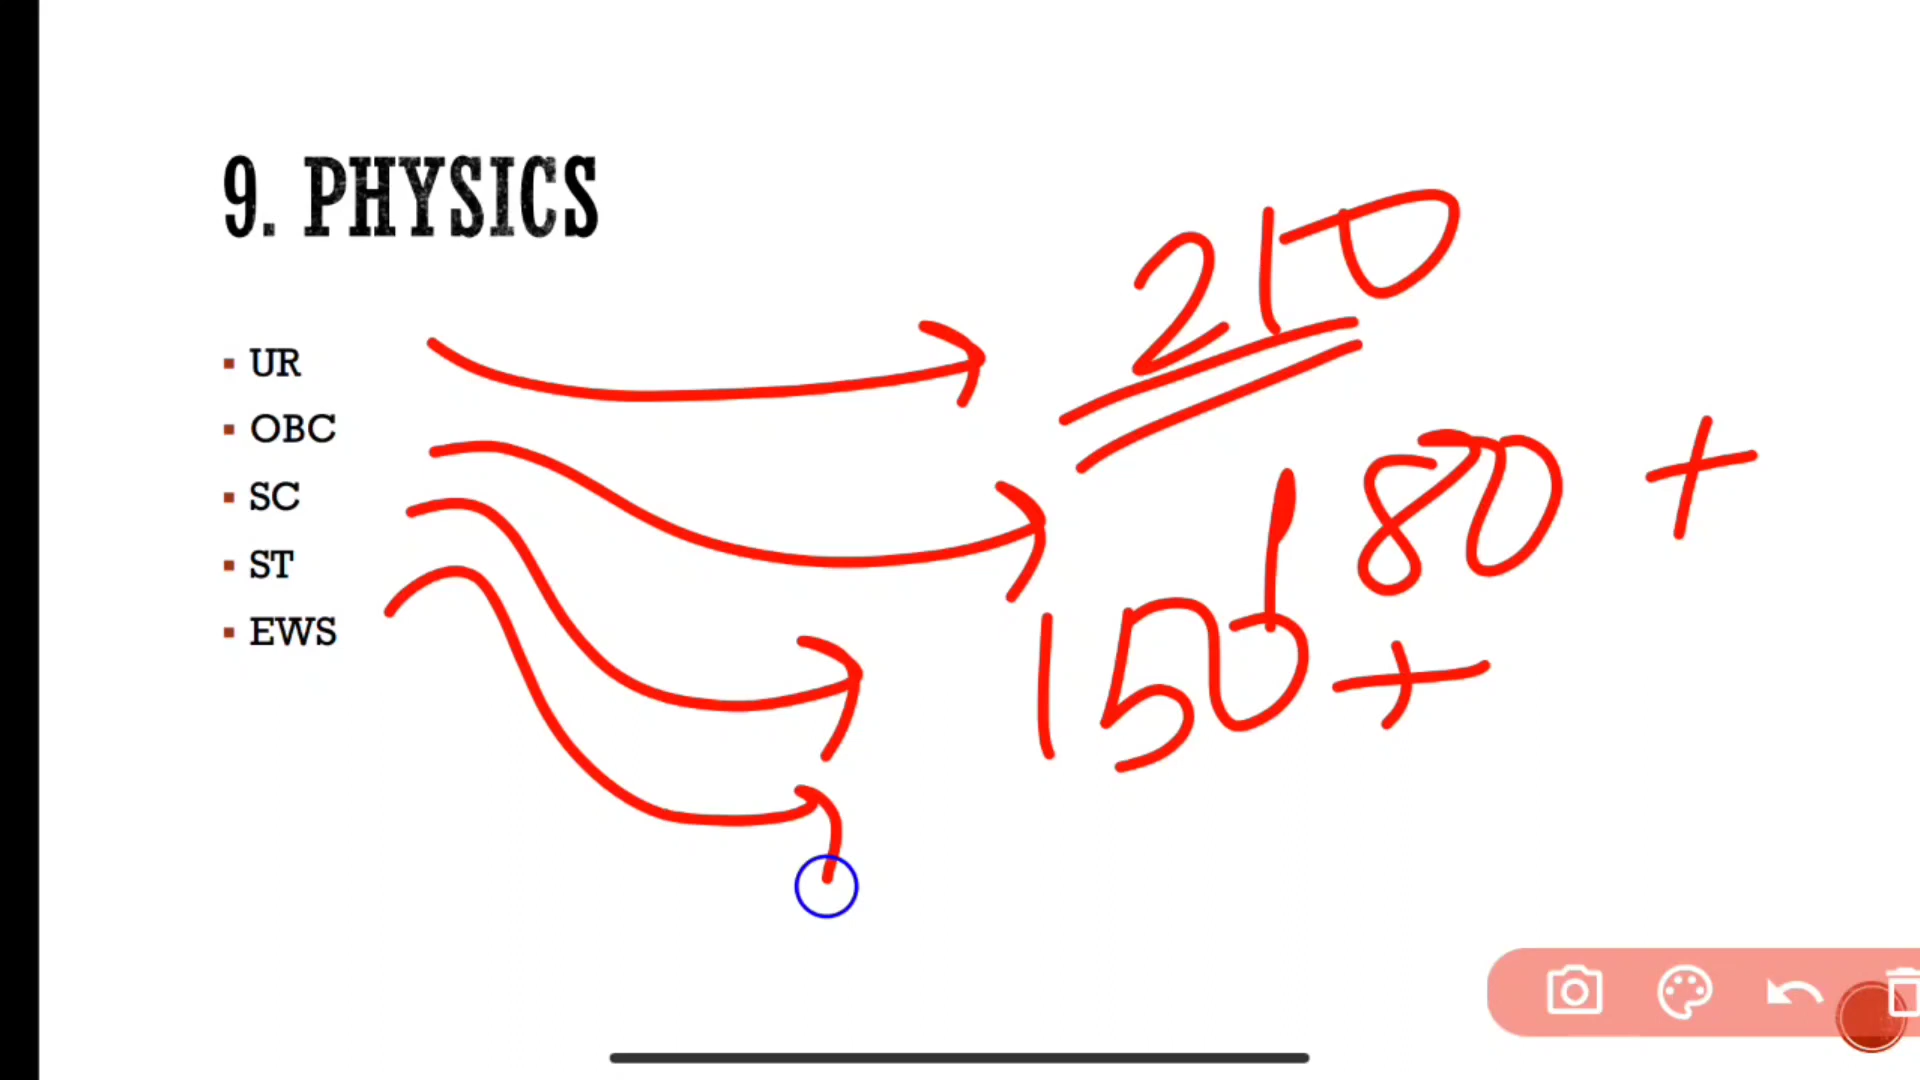 9. PHYSICS
210
▪ UR
▪ OBC
180 +
▪ SC
▪ ST
▪ EWS
150 +